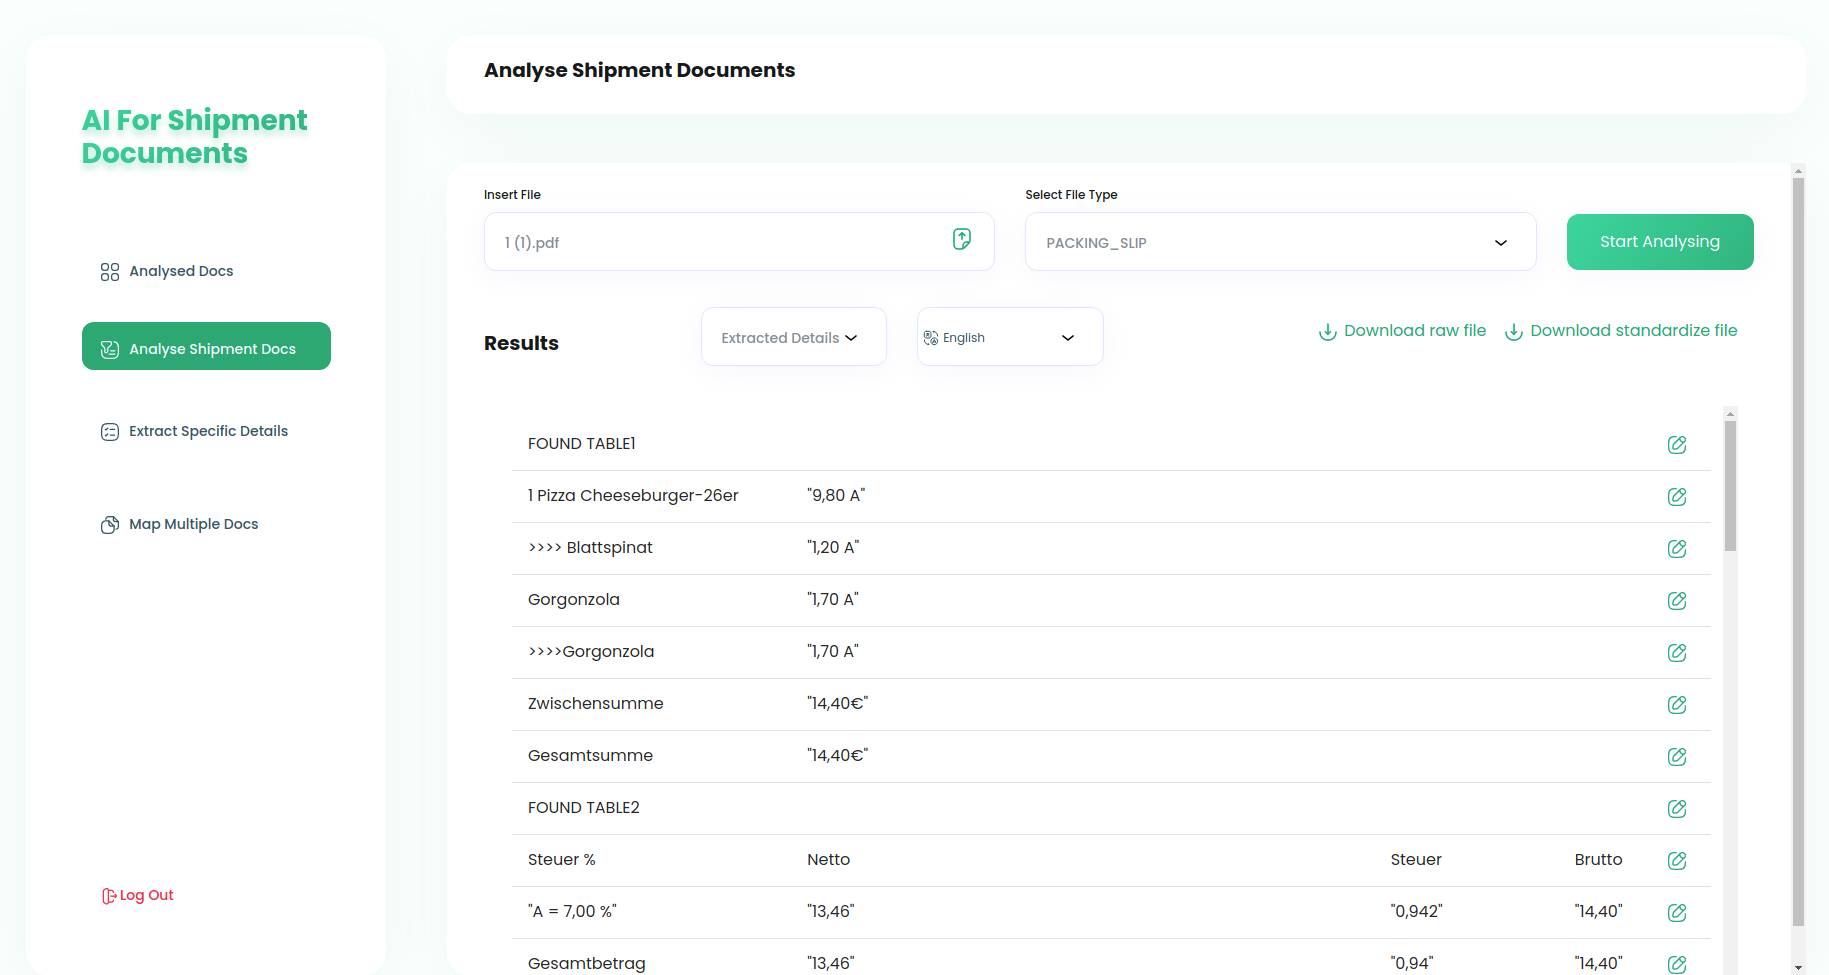 AI For Shipment
Documents
Analysed Docs
Analyse Shipment Docs
Extract Specific Details
Map Multiple Docs
Log Out
Analyse Shipment Documents
Insert File
Select File Type
1 (1).pdf
PACKING_SLIP
Start Analysing
Results
Extracted Details
English
Download raw file
Download standardize file
FOUND TABLE1
1 Pizza Cheeseburger-26er "9,80 A"
>>>> Blattspinat "1,20 A"
Gorgonzola "1,70 A"
>>>>Gorgonzola "1,70 A"
Zwischensumme "14,40€"
Gesamtsumme "14,40€"
FOUND TABLE2
Steuer % Netto Steuer Brutto
"A = 7,00 %" "13,46" "0,942" "14,40"
Gesamtbetrag "13,46" "0,94" "14,40"